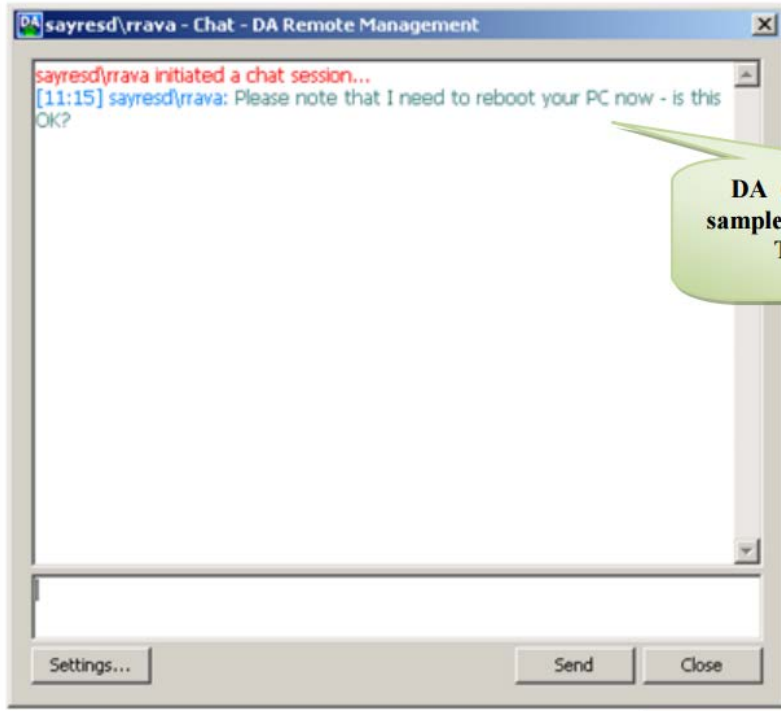 sayresd\rrava - Chat - DA Remote Management
sayresd\rrava initiated a chat session...
[11:15] sayresd\rrava: Please note that I need to reboot your PC now - is this
OK?
DA
sample
Settings...
Send
Close